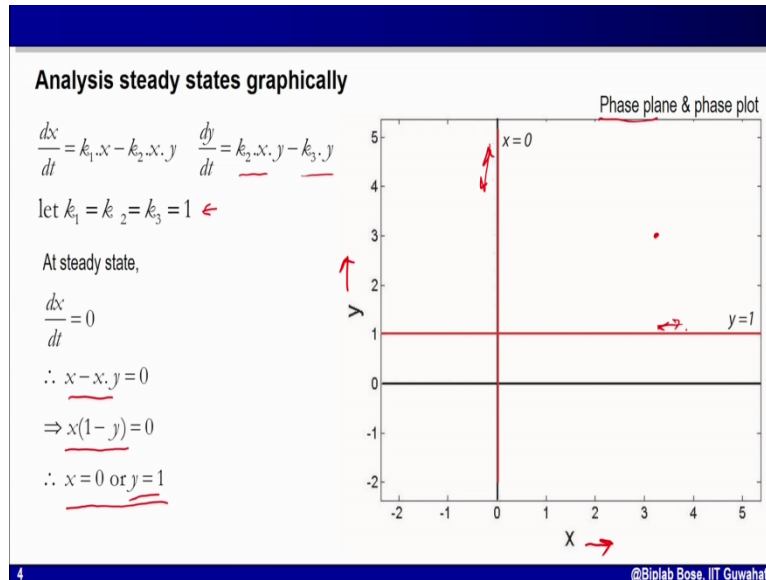 Analysis steady states graphically
Phase plane & phase plot
dx/dt = k₁.x − k₂.x. y    dy/dt = k₂.x. y − k₃. y
let k₁ = k ₂ = k₃ = 1
At steady state,
dx/dt = 0
∴ x − x. y = 0
⇒ x(1 − y) = 0
∴ x = 0 or y = 1
x=0
y=1
5
4
3
2
1
0
-1
-2
y
-2 -1 0 1 2 3 4 5
X
4
@Biplab Bose, IIT Guwahat